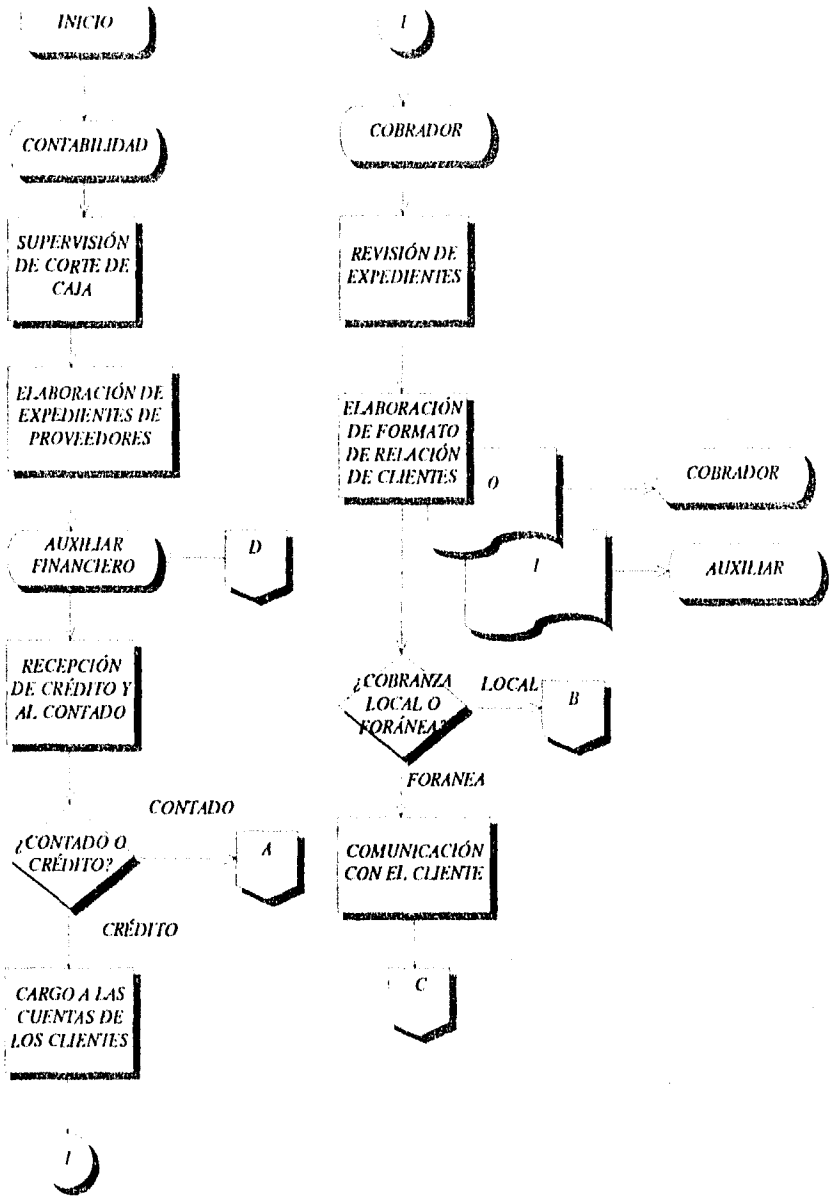 INICIO
CONTABILIDAD
SUPERVISIÓN
DE CORTE DE
CAJA
ELABORACIÓN DE
EXPEDIENTES DE
PROVEEDORES
AUXILIAR
FINANCIERO
D
RECEPCIÓN
DE CRÉDITO Y
AL CONTADO
CONTADO
¿CONTADO O
CRÉDITO?
A
CRÉDITO
CARGO A LAS
CUENTAS DE
LOS CLIENTES
1
1
COBRADOR
REVISIÓN DE
EXPEDIENTES
ELABORACIÓN
DE FORMATO
DE RELACIÓN
DE CLIENTES
O
COBRADOR
1
AUXILIAR
¿COBRANZA
LOCAL O
FORÁNEA?
LOCAL
B
FORANEA
COMUNICACIÓN
CON EL CLIENTE
C